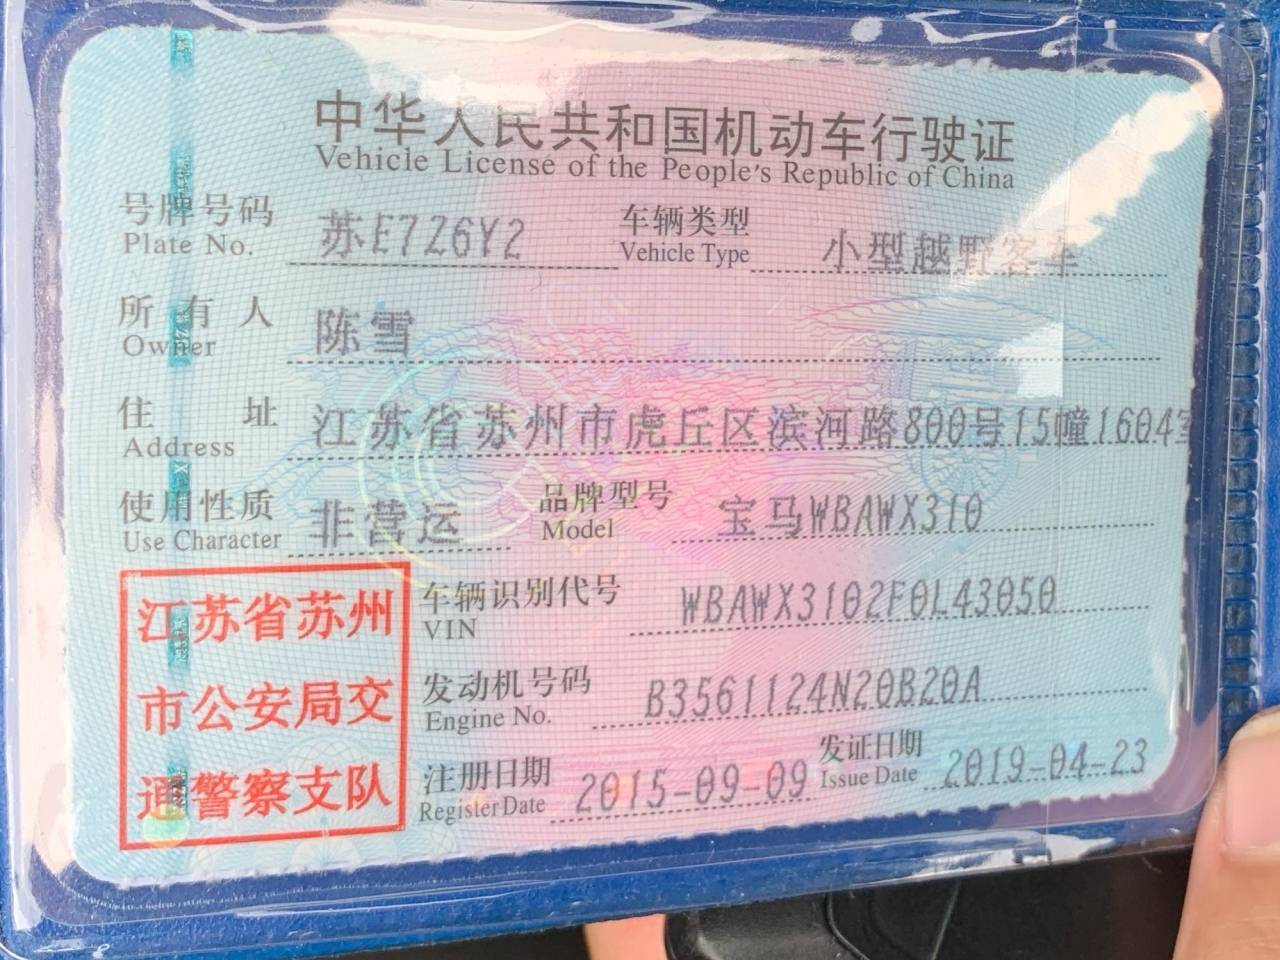 中华人民共和国机动车行驶证
Vehicle License of the People's Republic of China
号牌号码 苏E7Z6Y2 车辆类型 小型越野客车
Plate No. Vehicle Type
所有人 陈雪
Owner
住址 江苏省苏州市虎丘区滨河路800号15幢1604室
Address
使用性质 非营运 品牌型号 宝马WBAWX310
Use Character Model
江苏省苏州
市公安局交
通警察支队
车辆识别代号 WBAWX3102F0L43050
VIN
发动机号码 B3561124N20B20A
Engine No.
注册日期 2015-09-09 发证日期 2019-04-23
Register Date Issue Date